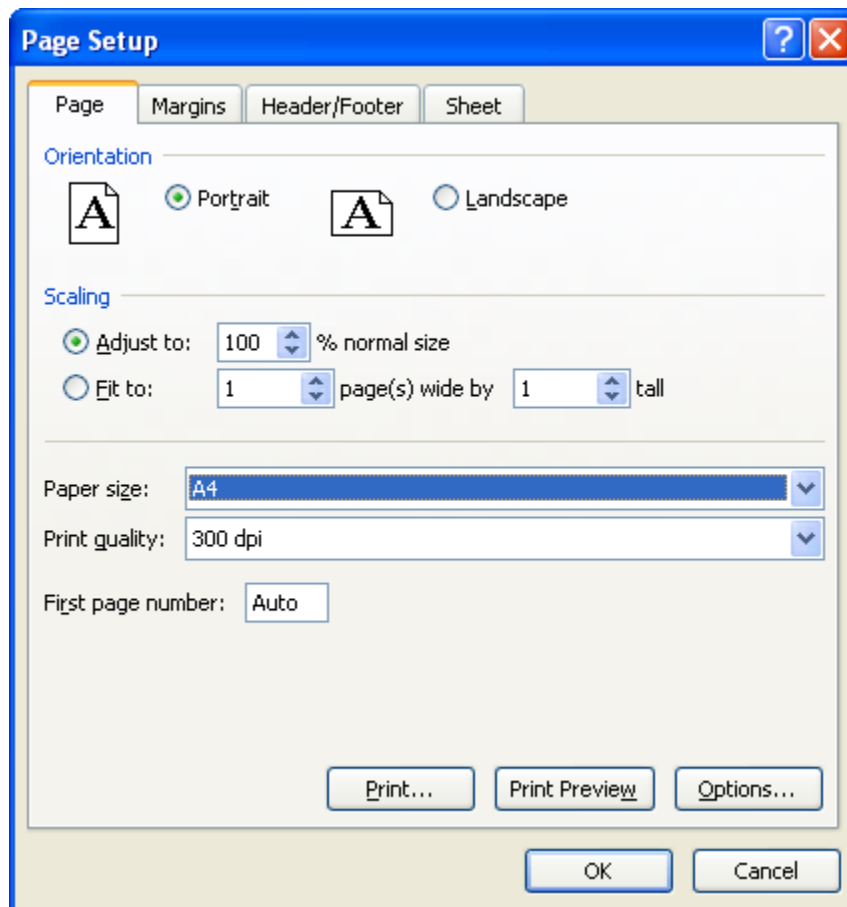 Page Setup
Page Margins Header/Footer Sheet
Orientation
A Portrait A Landscape
Scaling
Adjust to: 100 % normal size
Fit to: 1 page(s) wide by 1 tall
Paper size: A4
Print quality: 300 dpi
First page number: Auto
Print... Print Preview Options...
OK Cancel